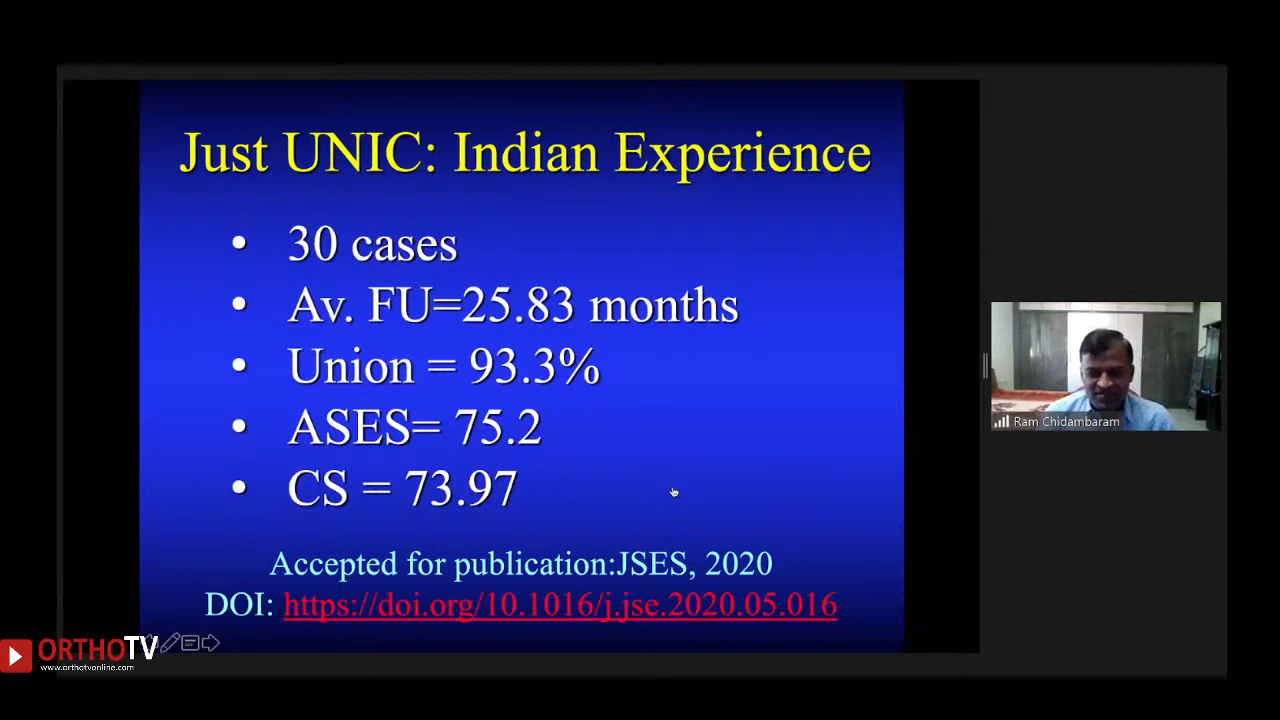 Just UNIC: Indian Experience
• 30 cases
• Av. FU=25.83 months
• Union = 93.3%
• ASES= 75.2
• CS = 73.97
Accepted for publication:JSES, 2020
DOI: https://doi.org/10.1016/j.jse.2020.05.016
Ram Chidambaram
ORTHOTV
www.orthotvonline.com